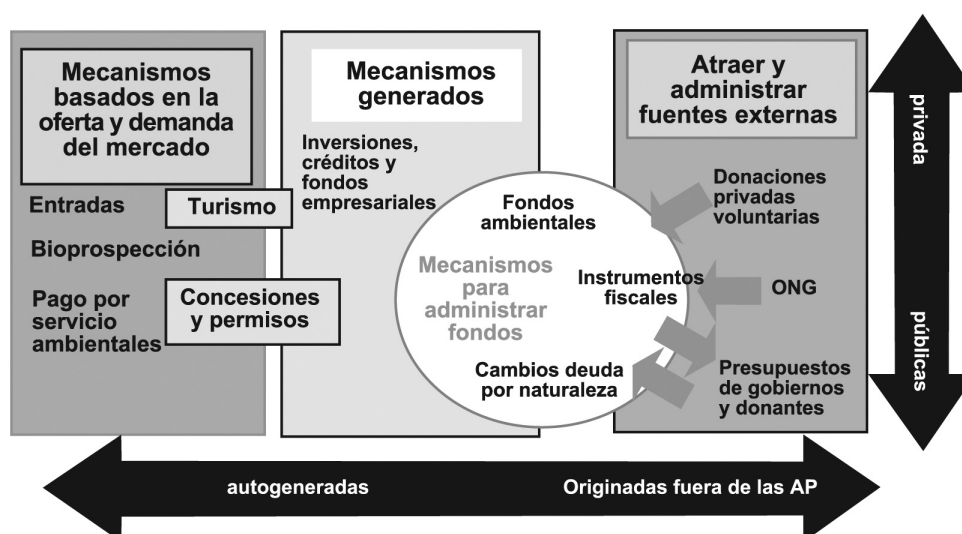 Mecanismos
basados en la
oferta y demanda
del mercado
Entradas
Turismo
Bioprospección
Pago por
servicio
ambientales
Concesiones
y permisos
Mecanismos
generados
Inversiones,
créditos y
fondos
empresariales
Fondos
ambientales
Mecanismos
para
administrar
fondos
Instrumentos
fiscales
Cambios deuda
por naturaleza
Atraer y
administrar
fuentes externas
Donaciones
privadas
voluntarias
ONG
Presupuestos
de gobiernos
y donantes
privada
públicas
autogeneradas
Originadas fuera de las AP